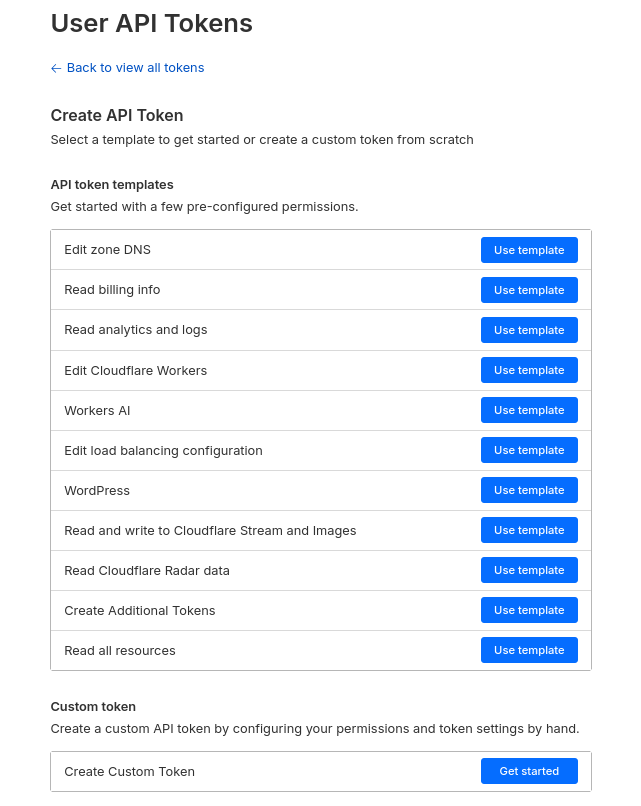 User API Tokens
← Back to view all tokens
Create API Token
Select a template to get started or create a custom token from scratch
API token templates
Get started with a few pre-configured permissions.
Edit zone DNS Use template
Read billing info Use template
Read analytics and logs Use template
Edit Cloudflare Workers Use template
Workers AI Use template
Edit load balancing configuration Use template
WordPress Use template
Read and write to Cloudflare Stream and Images Use template
Read Cloudflare Radar data Use template
Create Additional Tokens Use template
Read all resources Use template
Custom token
Create a custom API token by configuring your permissions and token settings by hand.
Create Custom Token Get started